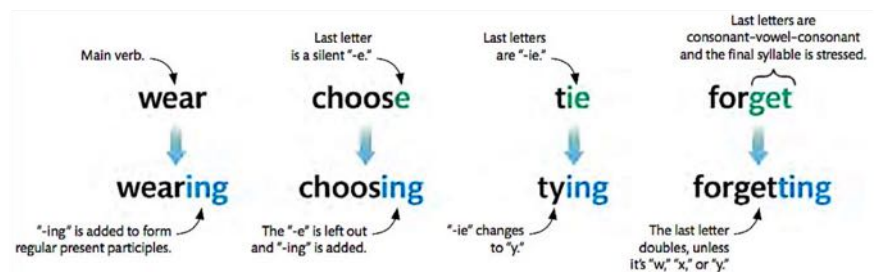 Main verb.
wear
wearing
"-ing" is added to form
regular present participles.
Last letter
is a silent "-e."
choose
choosing
The "-e" is left out
and "-ing" is added.
Last letters
are "-ie."
tie
tying
"-ie" changes
to "y."
Last letters are
consonant-vowel-consonant
and the final syllable is stressed.
forget
forgetting
The last letter
doubles, unless
it's "w," "x," or "y."